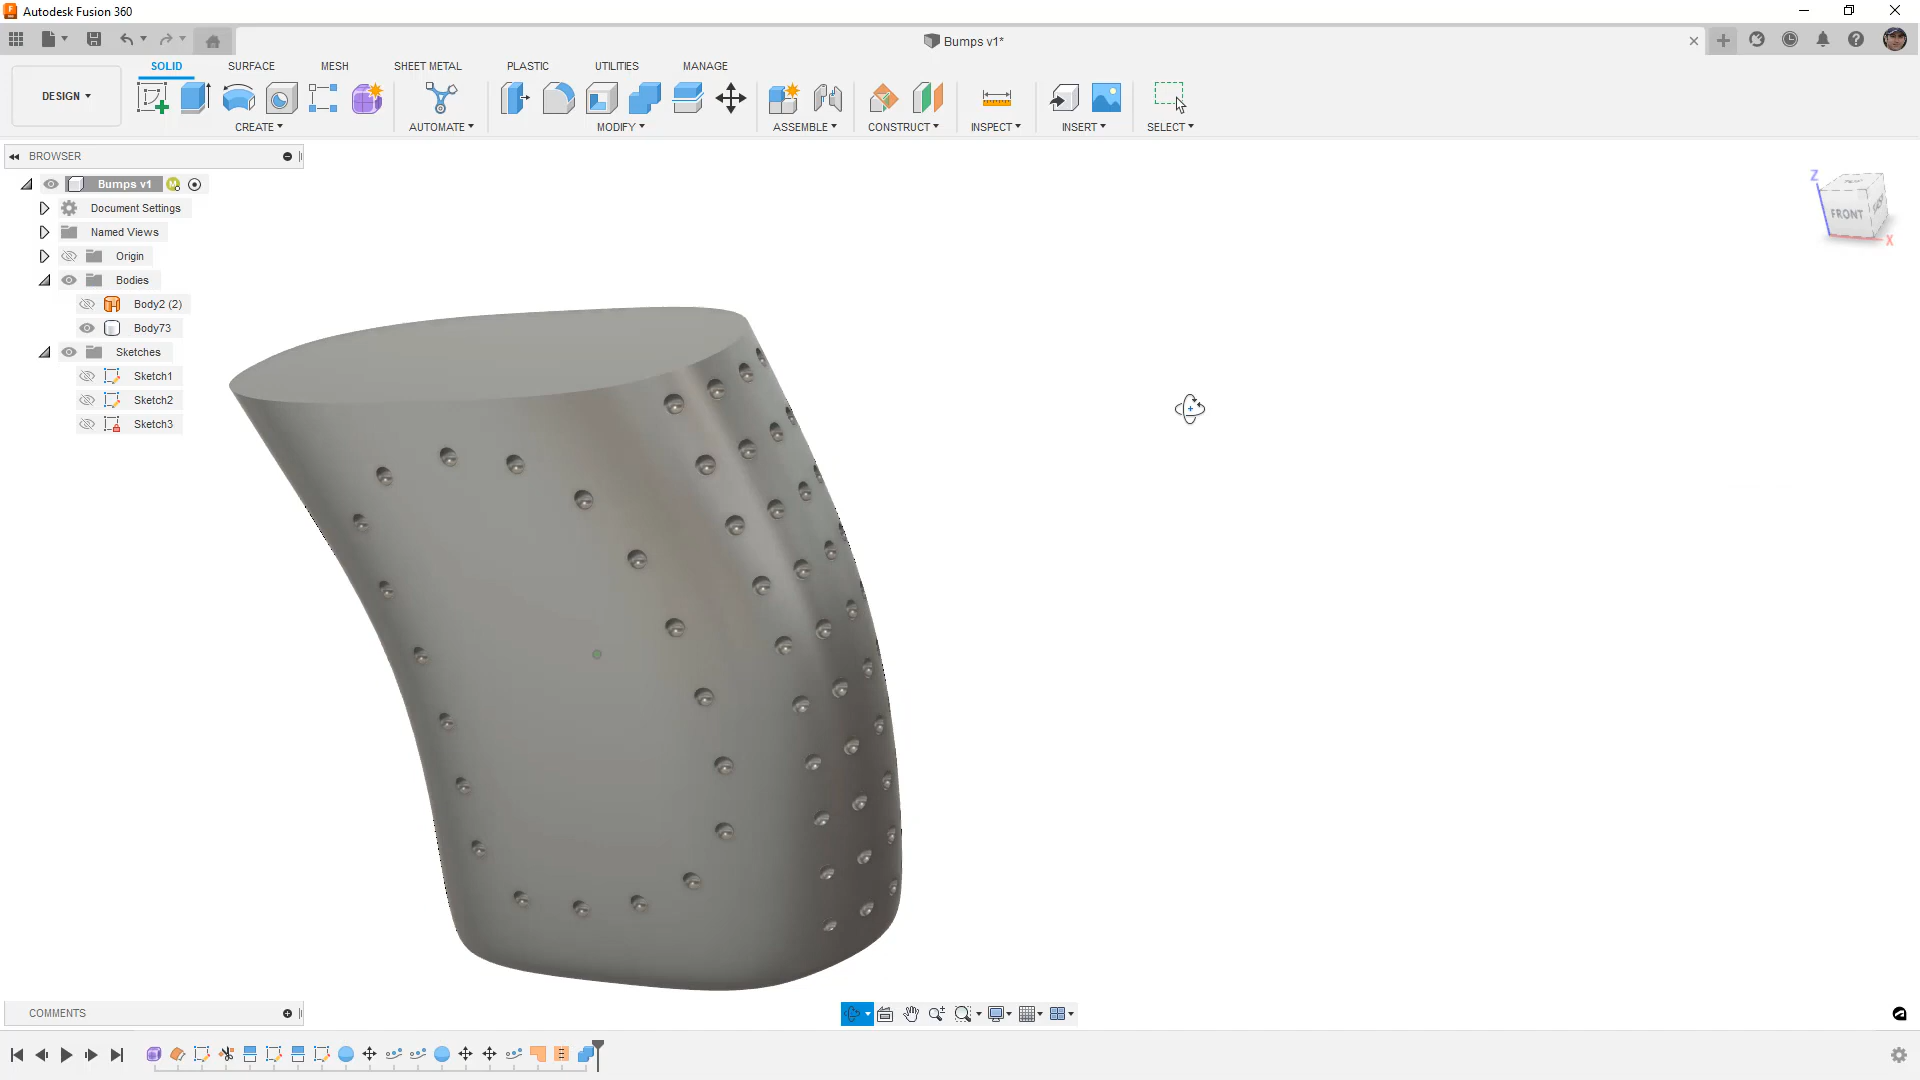 Autodesk Fusion 360
Bumps v1*
DESIGN
SOLID SURFACE MESH SHEET METAL PLASTIC UTILITIES MANAGE
CREATE AUTOMATE MODIFY ASSEMBLE CONSTRUCT INSPECT INSERT SELECT
BROWSER
Bumps v1
Document Settings
Named Views
Origin
Bodies
Body2 (2)
Body73
Sketches
Sketch1
Sketch2
Sketch3
Z
FRONT
X
COMMENTS